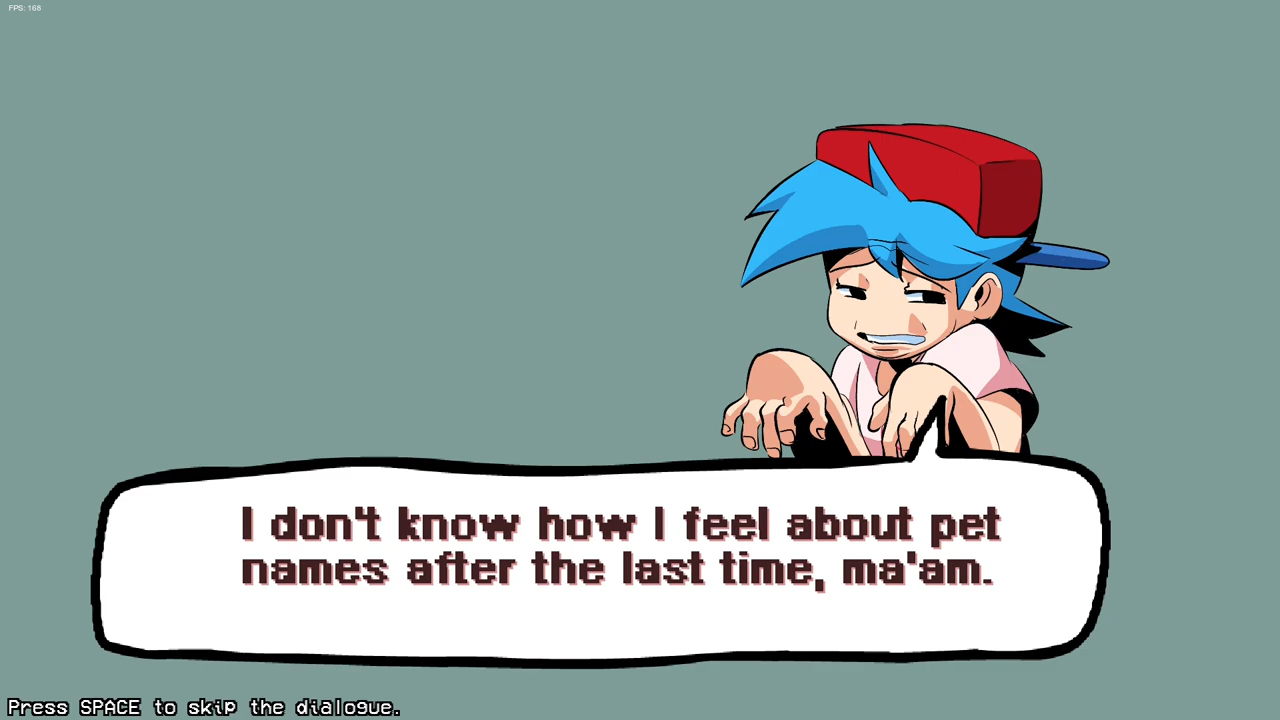 FPS: 168
I don't know how I feel about pet
names after the last time, ma'am.
Press SPACE to skip the dialogue.